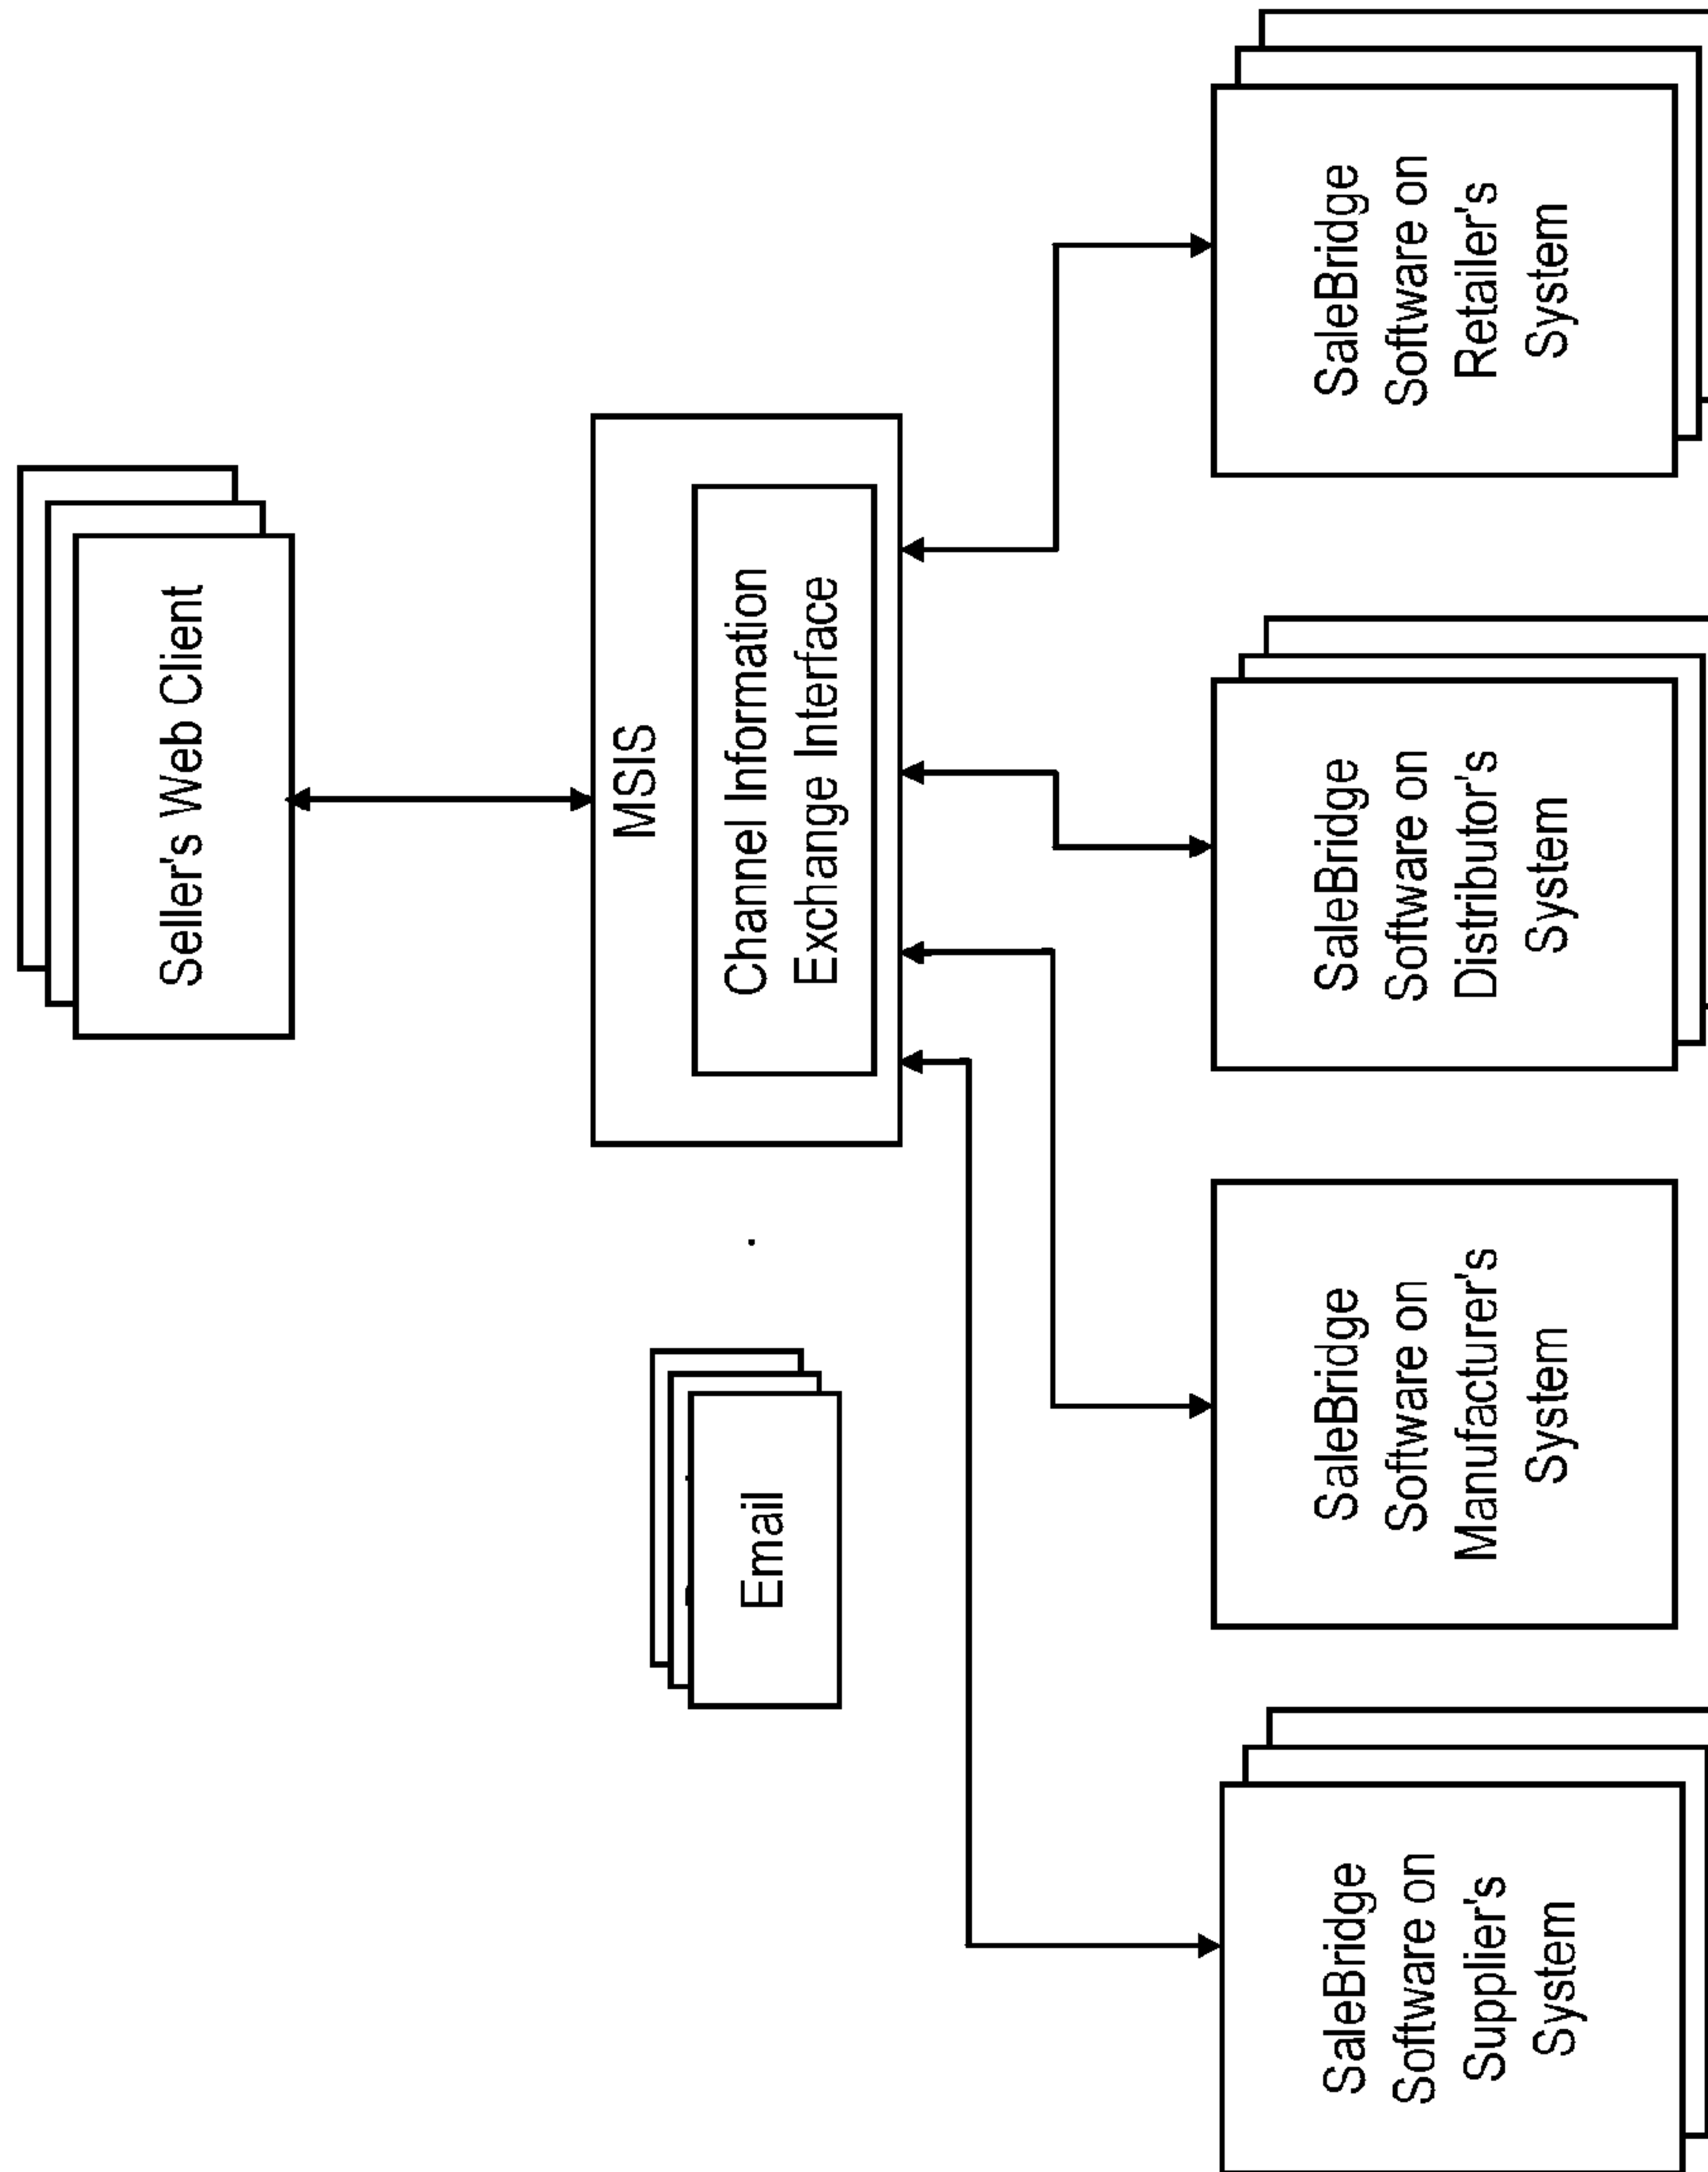 Seller's Web Client
MSIS
Channel Information
Exchange Interface
Email
SaleBridge
Software on
Supplier's
System
SaleBridge
Software on
Manufacturer's
System
SaleBridge
Software on
Distributor's
System
SaleBridge
Software on
Retailer's
System